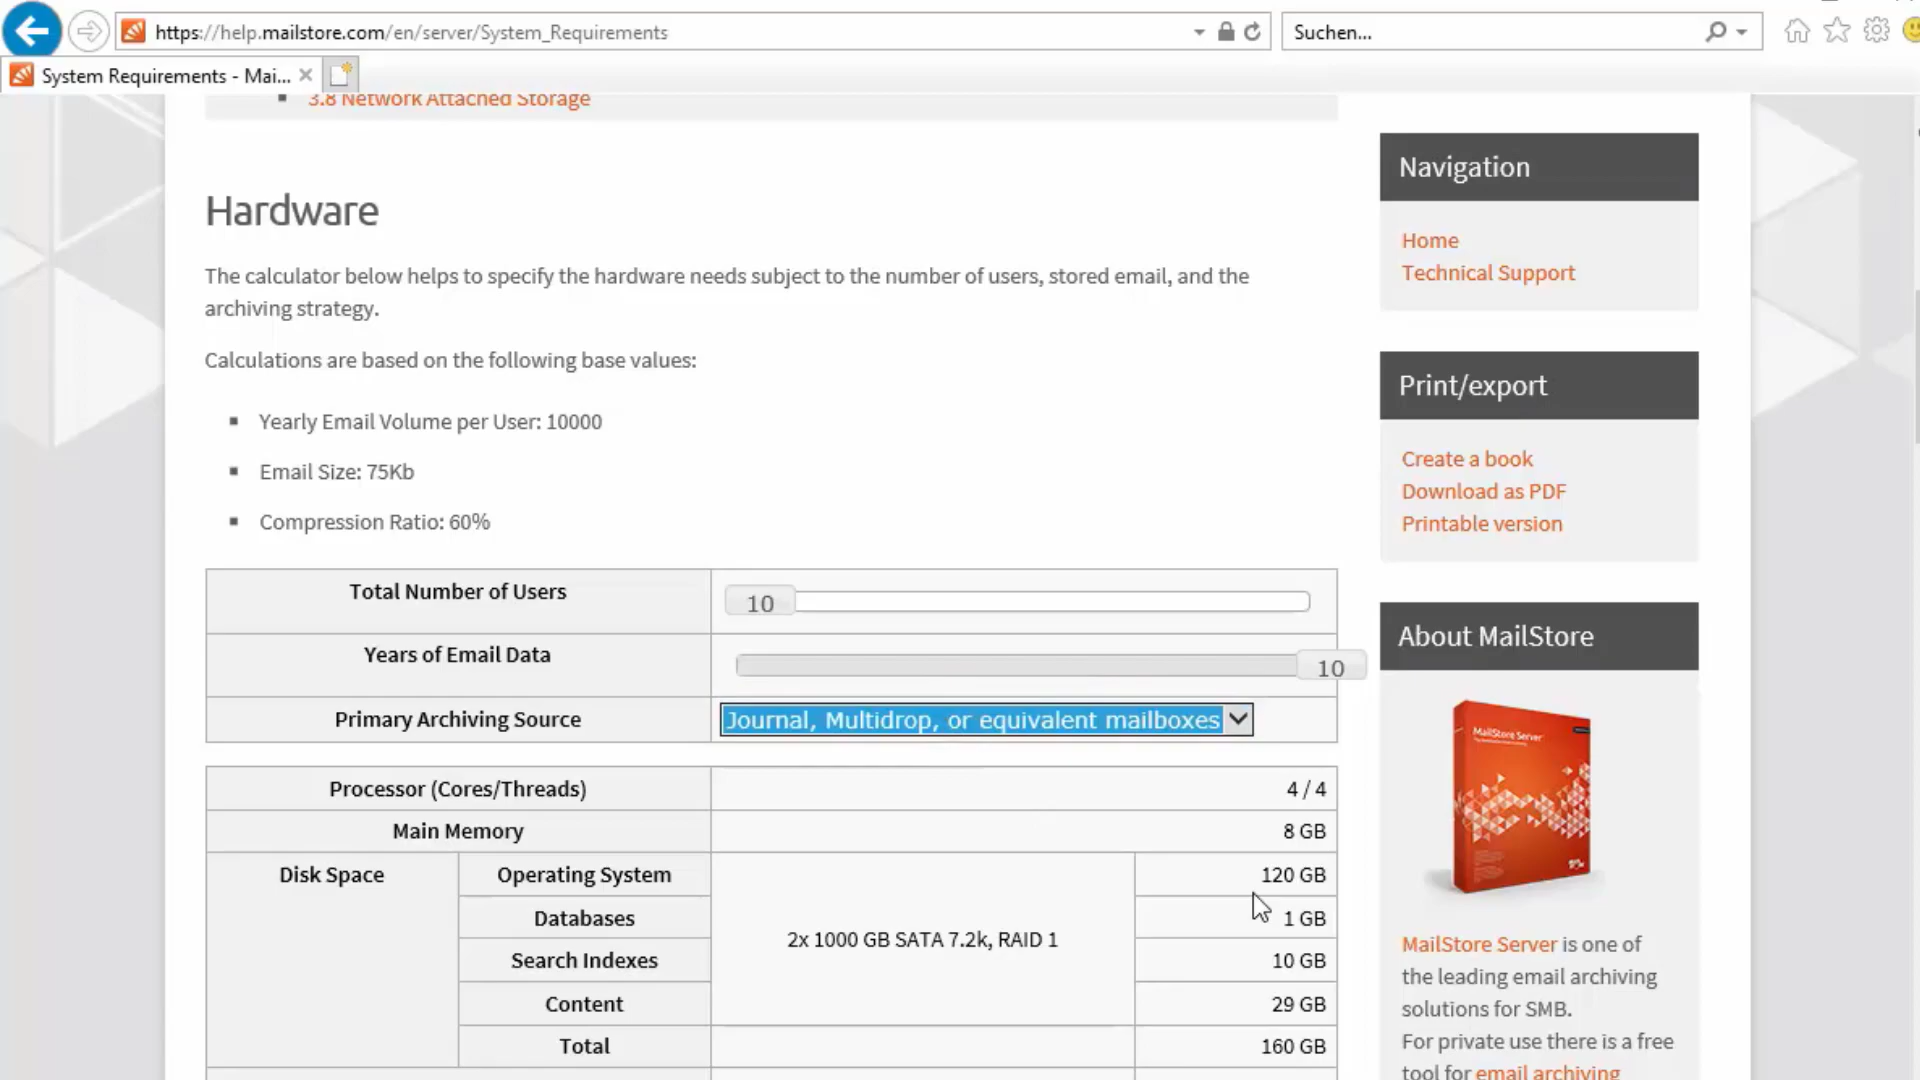 https://help.mailstore.com/en/server/System_Requirements
Suchen...
System Requirements - Mai...
3.8 Network Attached Storage
Hardware
The calculator below helps to specify the hardware needs subject to the number of users, stored email, and the
archiving strategy.
Calculations are based on the following base values:
Yearly Email Volume per User: 10000
Email Size: 75Kb
Compression Ratio: 60%
Total Number of Users 10
Years of Email Data 10
Primary Archiving Source Journal, Multidrop, or equivalent mailboxes
Processor (Cores/Threads) 4 / 4
Main Memory 8 GB
Disk Space Operating System 120 GB
Databases 1 GB
2x 1000 GB SATA 7.2k, RAID 1
Search Indexes 10 GB
Content 29 GB
Total 160 GB
Navigation
Home
Technical Support
Print/export
Create a book
Download as PDF
Printable version
About MailStore
MailStore Server
MailStore Server is one of
the leading email archiving
solutions for SMB.
For private use there is a free
tool for email archiving